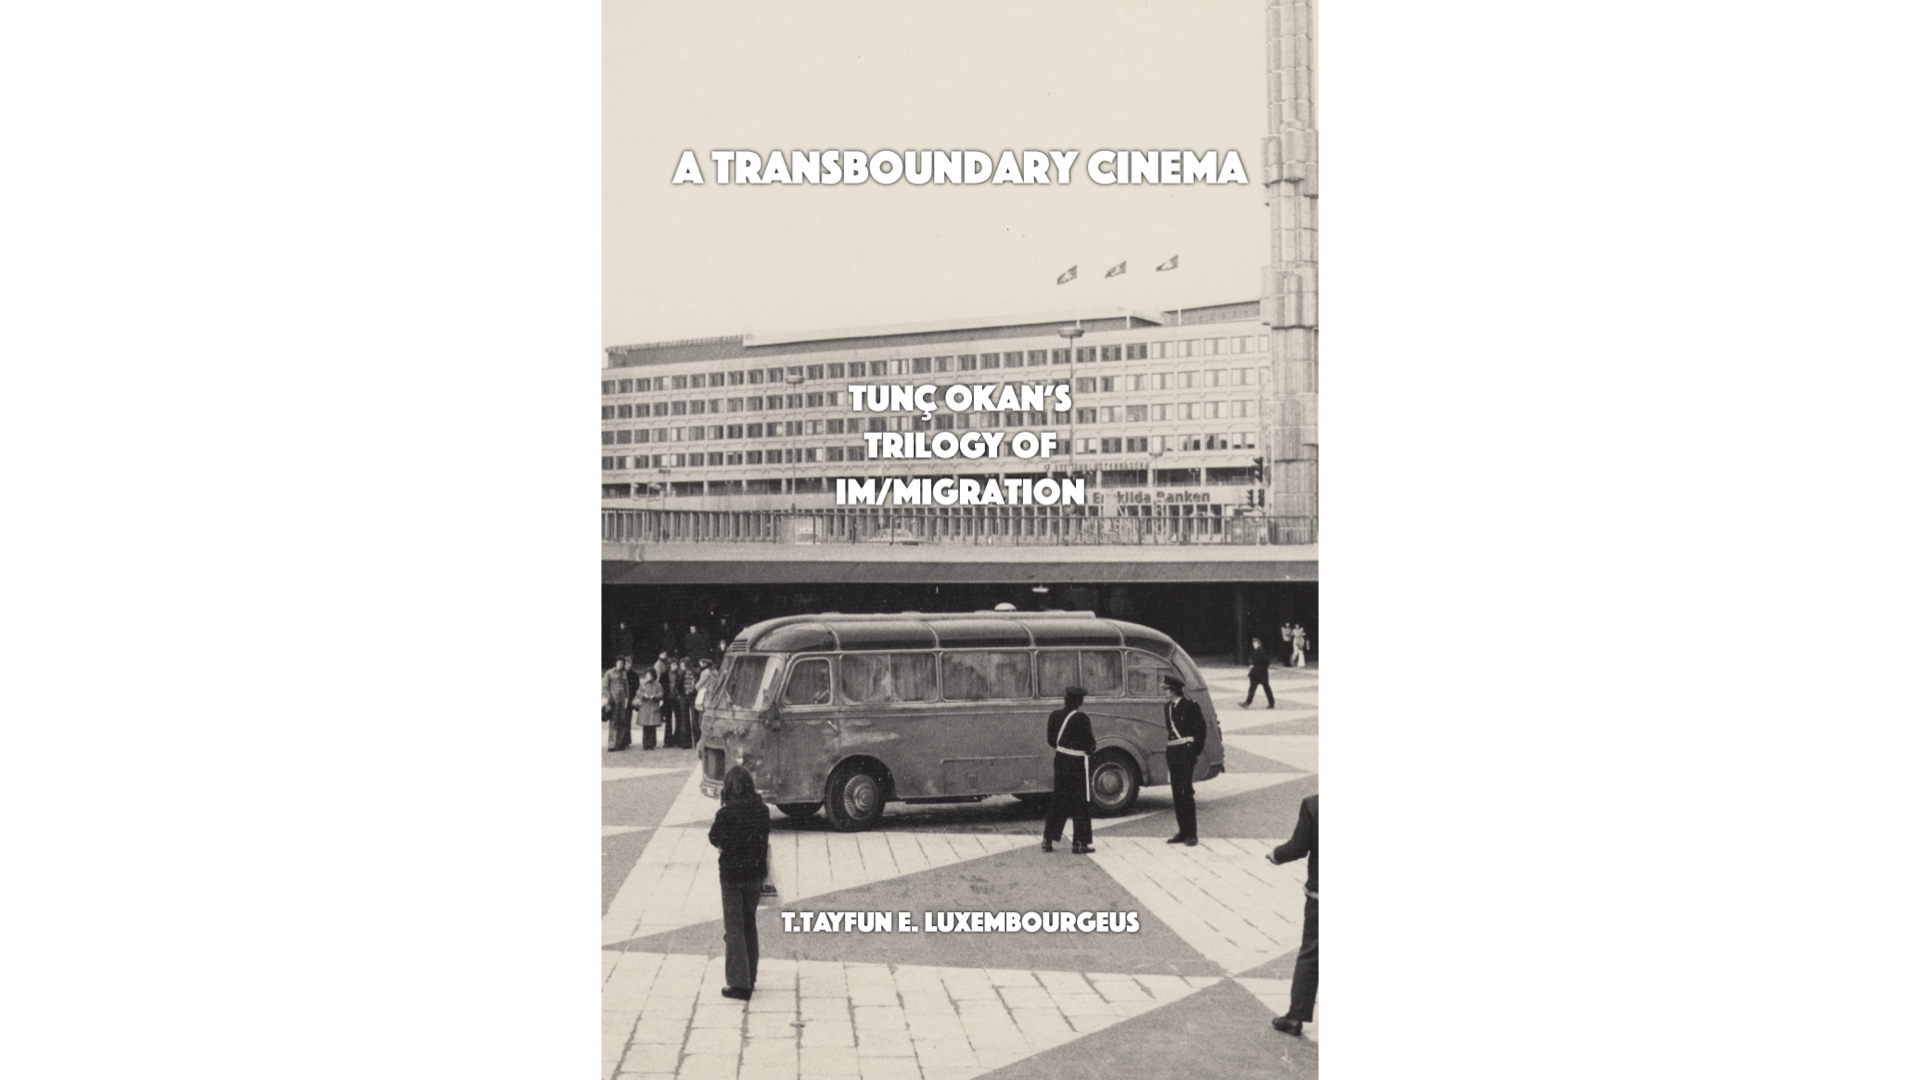 A TRANSBOUNDARY CINEMA
TUNÇ OKAN'S
TRILOGY OF
IM/MIGRATION
Enskilda Banken
T.TAYFUN E. LUXEMBOURGEUS